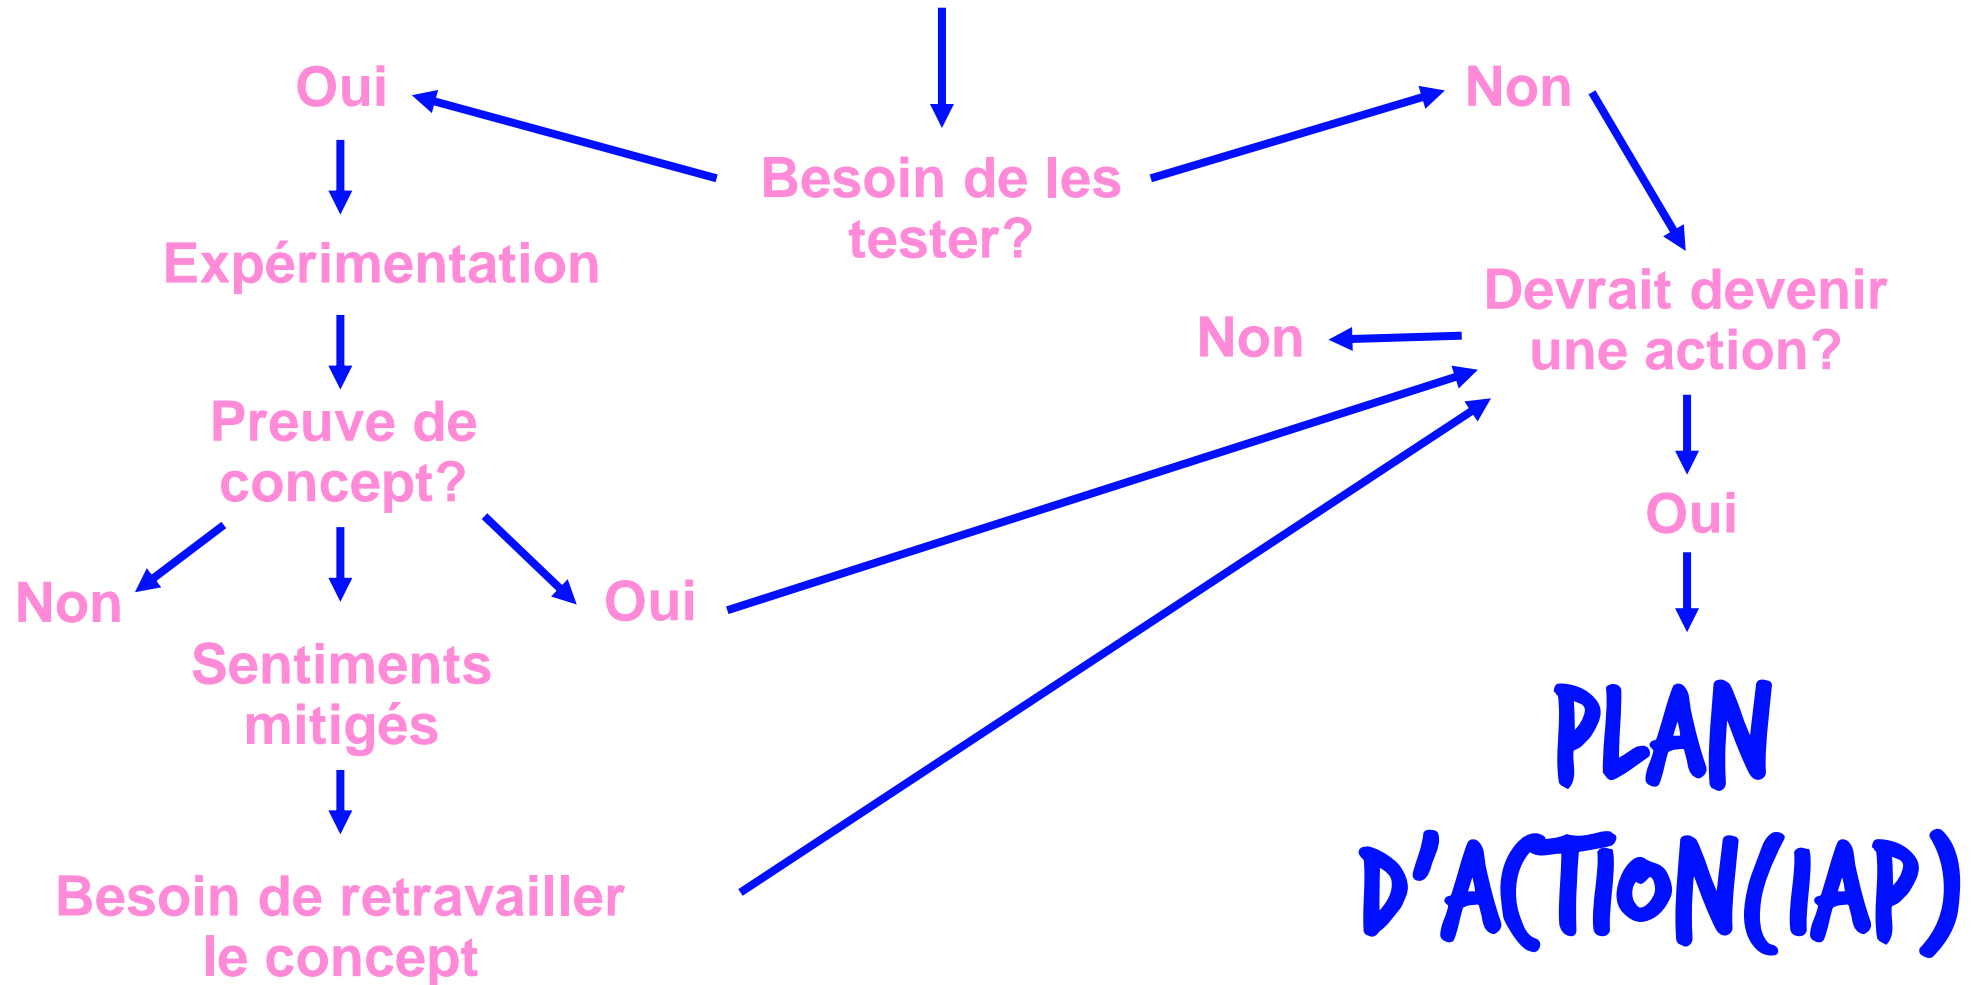 Oui
Non
Besoin de les
tester?
Expérimentation
Devrait devenir
une action?
Non
Preuve de
concept?
Oui
Non
Oui
Sentiments
mitigés
PLAN
D'ACTION(IAP)
Besoin de retravailler
le concept